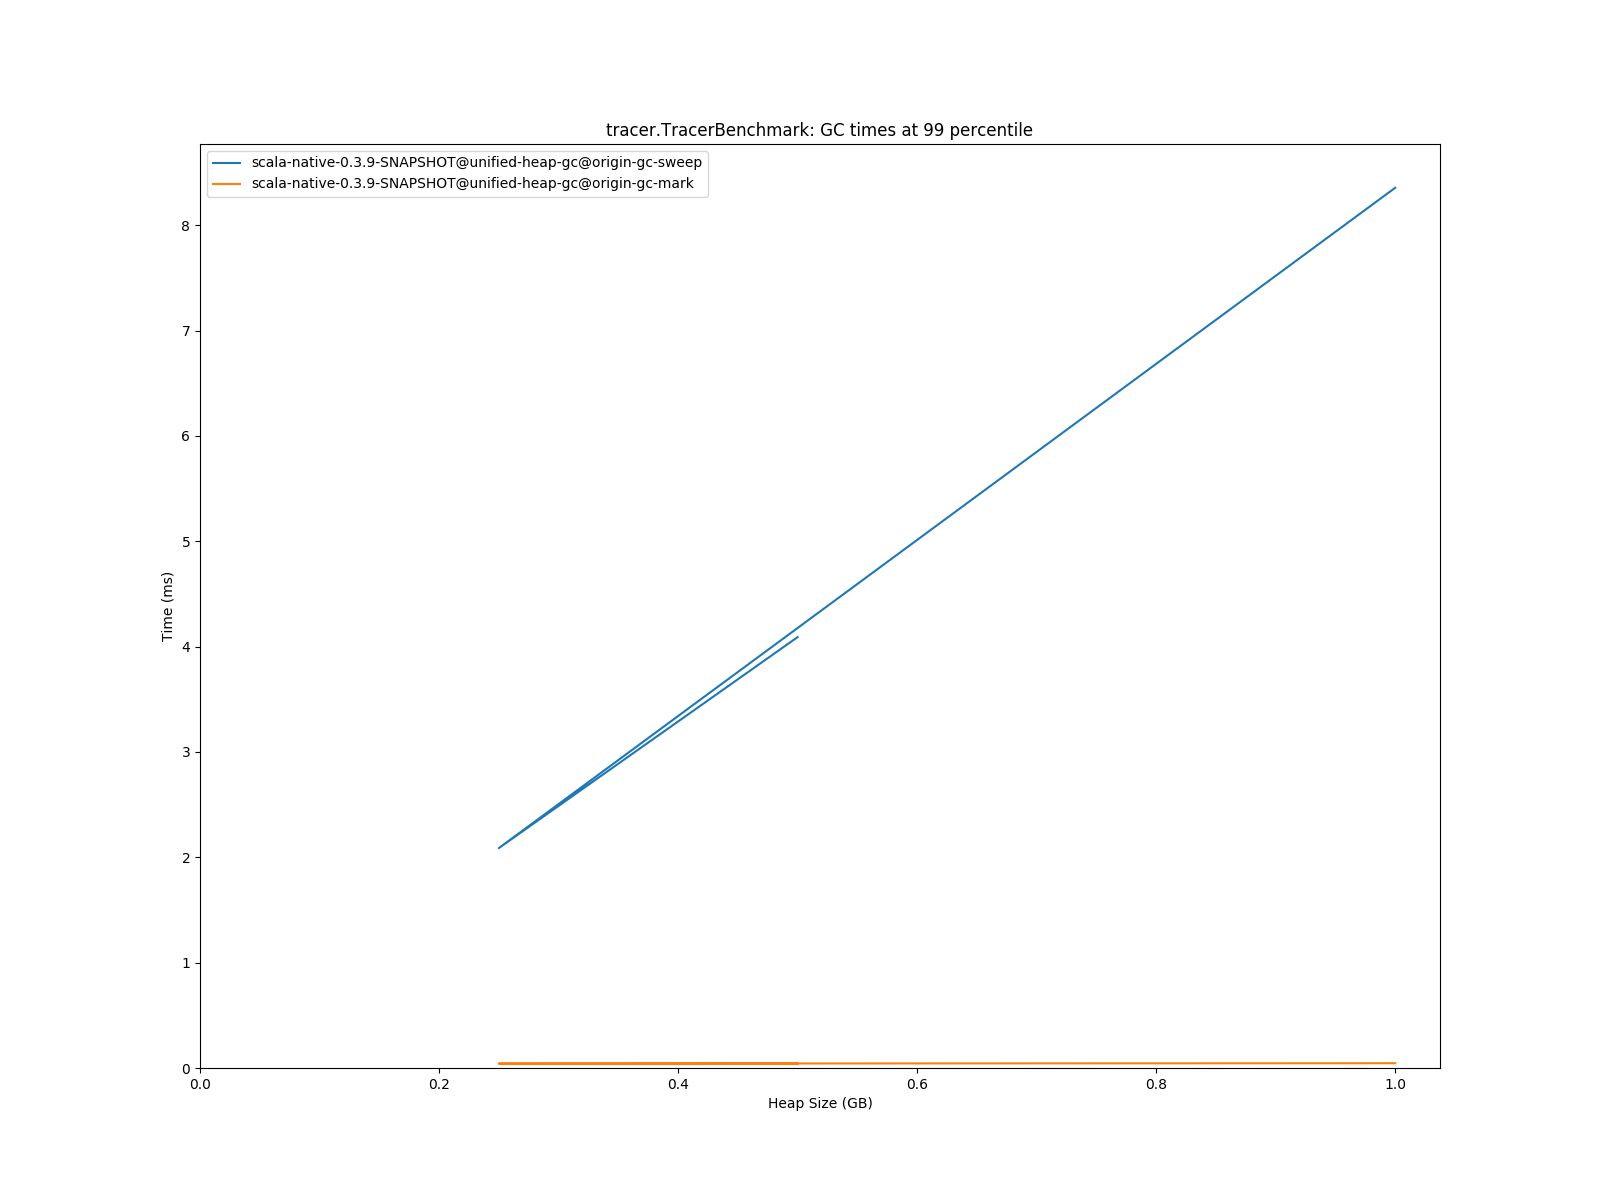 tracer.TracerBenchmark: GC times at 99 percentile
scala-native-0.3.9-SNAPSHOT@unified-heap-gc@origin-gc-sweep
scala-native-0.3.9-SNAPSHOT@unified-heap-gc@origin-gc-mark
8
7
6
5
4
3
2
1
0
Time (ms)
0.0 0.2 0.4 0.6 0.8 1.0
Heap Size (GB)